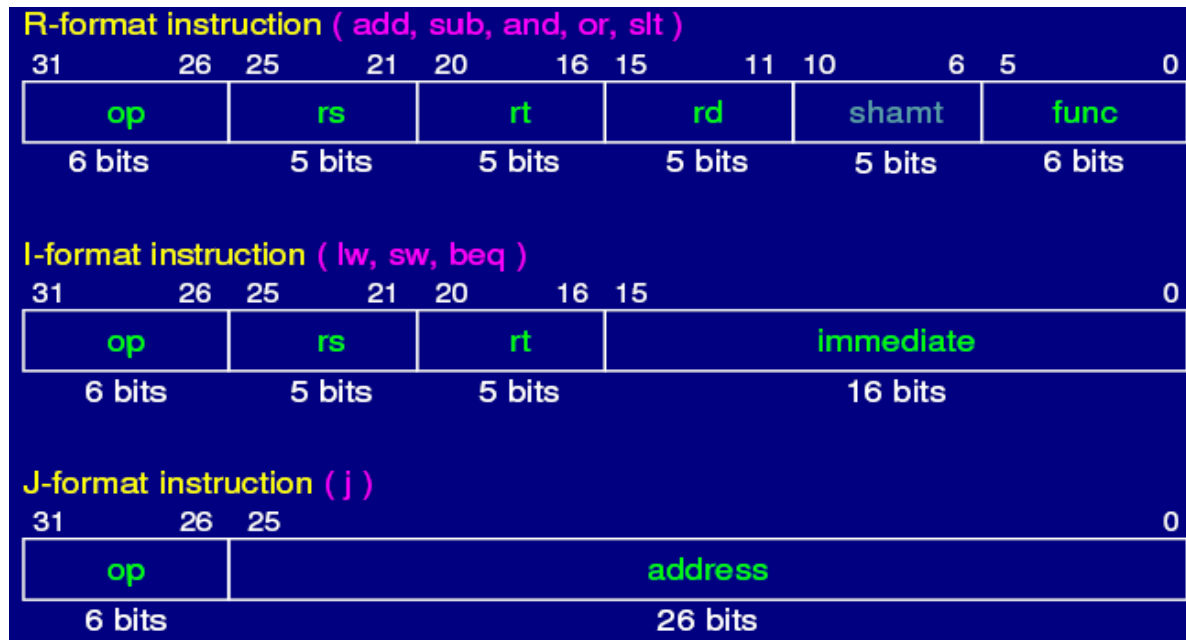 R-format instruction ( add, sub, and, or, slt )
31 26 25 21 20 16 15 11 10 6 5 0
op rs rt rd shamt func
6 bits 5 bits 5 bits 5 bits 5 bits 6 bits
I-format instruction ( lw, sw, beq )
31 26 25 21 20 16 15 0
op rs rt immediate
6 bits 5 bits 5 bits 16 bits
J-format instruction ( j )
31 26 25 0
op address
6 bits 26 bits